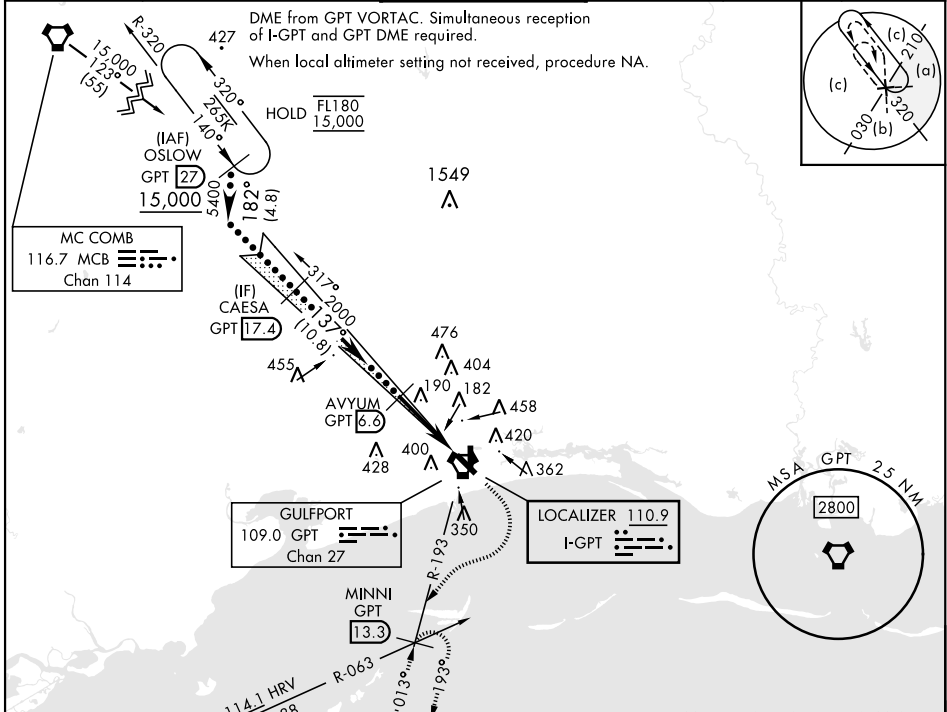 DME from GPT VORTAC. Simultaneous reception
of I-GPT and GPT DME required.
When local altimeter setting not received, procedure NA.
R-320
427
15,000
123°
(55)
320°
265K
140°
HOLD
FL180
15,000
(IAF)
OSLOW
GPT 27
15,000
5400
182°
(4.8)
(c)
210
(a)
(c)
320
030
(b)
1549
MC COMB
116.7 MCB
Chan 114
317°
2000
137°
(10.8)
(IF)
CAESA
GPT 17.4
455
476
404
190
182
458
AVYUM
GPT 6.6
420
428
400
362
GULFPORT
109.0 GPT
Chan 27
350
LOCALIZER 110.9
I-GPT
MSA GPT 25 NM
2800
R-193
MINNI
GPT
13.3
R-063
114.1 HRV
013°
193°